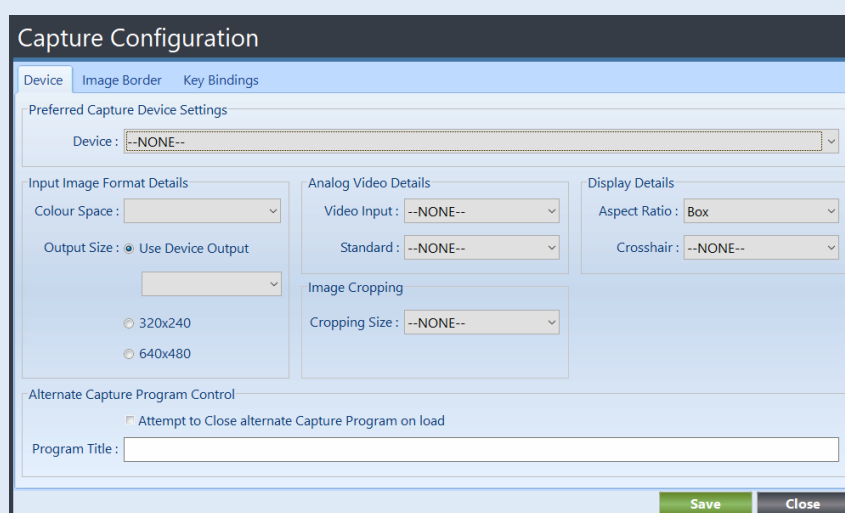 Capture Configuration
Device Image Border Key Bindings
Preferred Capture Device Settings
Device : --NONE--
Input Image Format Details
Colour Space :
Output Size : Use Device Output
320x240
640x480
Analog Video Details
Video Input : --NONE--
Standard : --NONE--
Image Cropping
Cropping Size : --NONE--
Display Details
Aspect Ratio : Box
Crosshair : --NONE--
Alternate Capture Program Control
Attempt to Close alternate Capture Program on load
Program Title :
Save Close